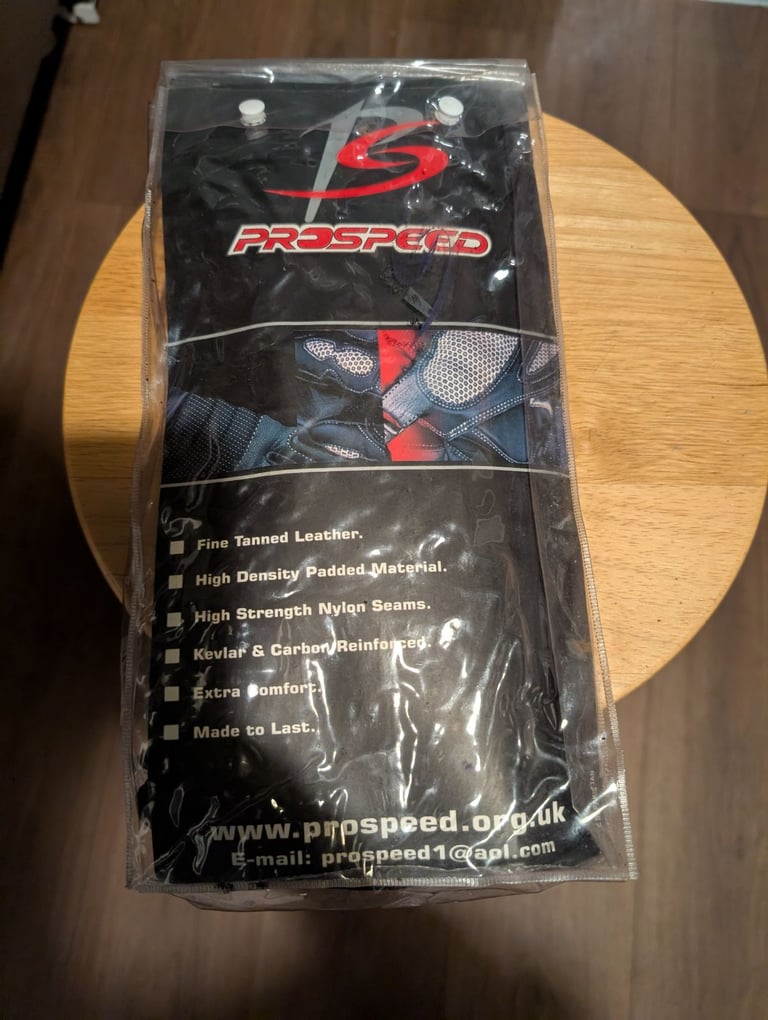 PS
PROSPEED
Fine Tanned Leather.
High Density Padded Material.
High Strength Nylon Seams.
Kevlar & Carbon Reinforced.
Extra Comfort.
Made to Last.
www.prospeed.org.uk
E-mail: prospeed1@aol.com